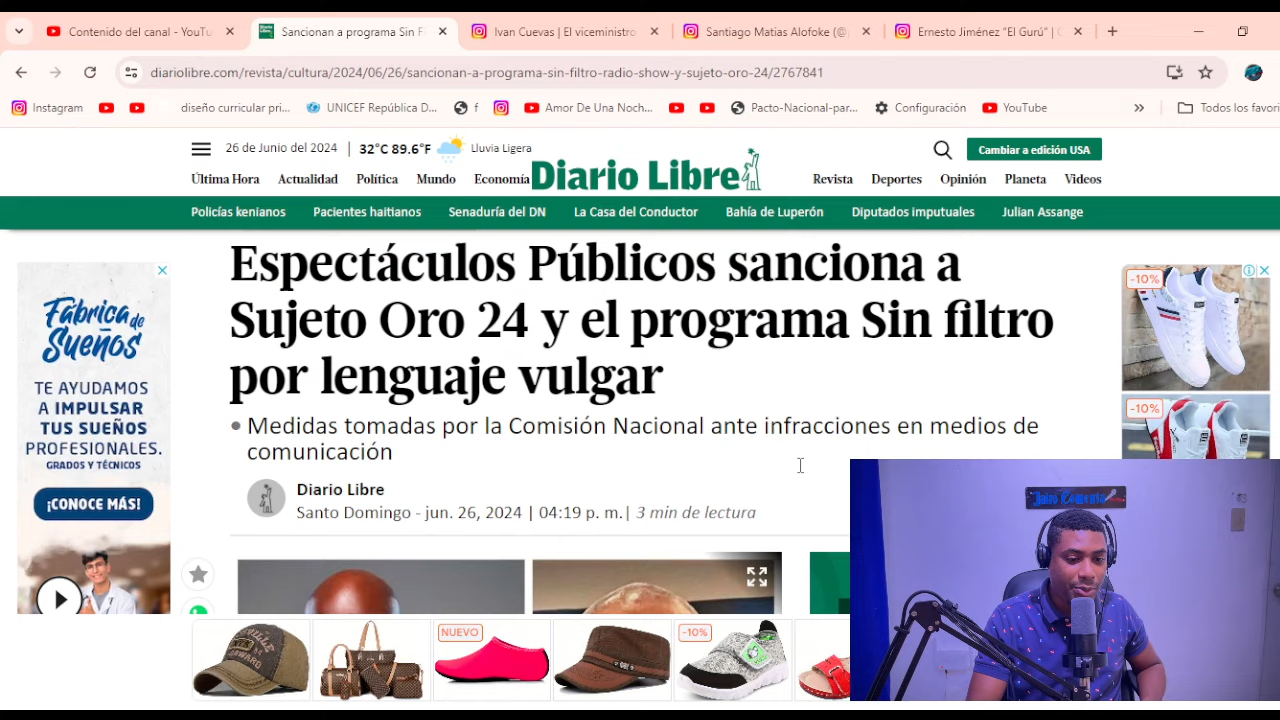 Contenido del canal - YouTu
Sancionan a programa Sin F
Ivan Cuevas | El viceministro
Santiago Matias Alofoke (@
Ernesto Jiménez "El Gurú" | C
diariolibre.com/revista/cultura/2024/06/26/sancionan-a-programa-sin-filtro-radio-show-y-sujeto-oro-24/2767841
Instagram
diseño curricular pri...
UNICEF República D...
f
Amor De Una Noch...
Pacto-Nacional-par...
Configuración
YouTube
»
Todos los favori
26 de Junio del 2024 | 32°C 89.6°F Lluvia Ligera
Diario Libre
Cambiar a edición USA
Última Hora Actualidad Política Mundo Economía
Revista Deportes Opinión Planeta Videos
Policías kenianos Pacientes haitianos Senaduría del DN La Casa del Conductor Bahía de Luperón Diputados imputuales Julian Assange
Espectáculos Públicos sanciona a
Sujeto Oro 24 y el programa Sin filtro
por lenguaje vulgar
Medidas tomadas por la Comisión Nacional ante infracciones en medios de
comunicación
Diario Libre
Santo Domingo - jun. 26, 2024 | 04:19 p. m. | 3 min de lectura
Fábrica de
Sueños
TE AYUDAMOS
A IMPULSAR
TUS SUEÑOS
PROFESIONALES.
GRADOS Y TÉCNICOS
¡CONOCE MÁS!
-10%
-10%
NUEVO
-10%
Jairo Comenta